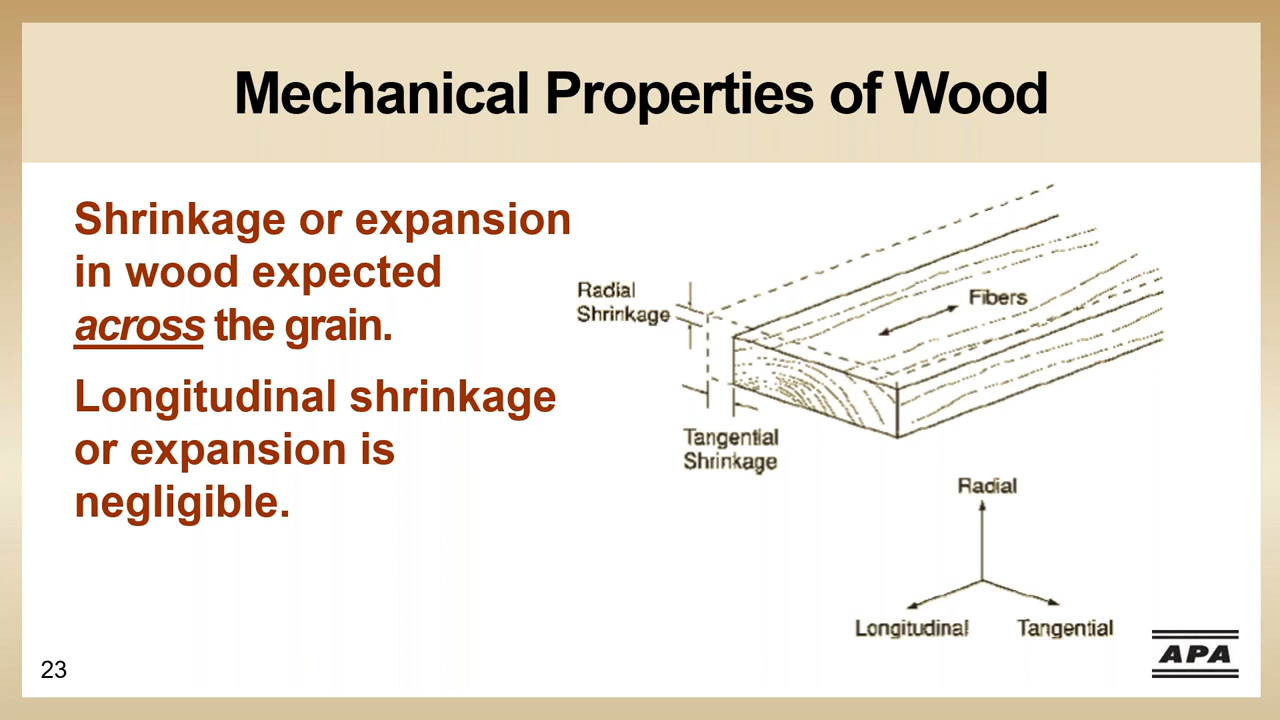 Mechanical Properties of Wood
Shrinkage or expansion
in wood expected
across the grain.
Longitudinal shrinkage
or expansion is
negligible.
Radial
Shrinkage
Fibers
Tangential
Shrinkage
Radial
Longitudinal
Tangential
23
APA